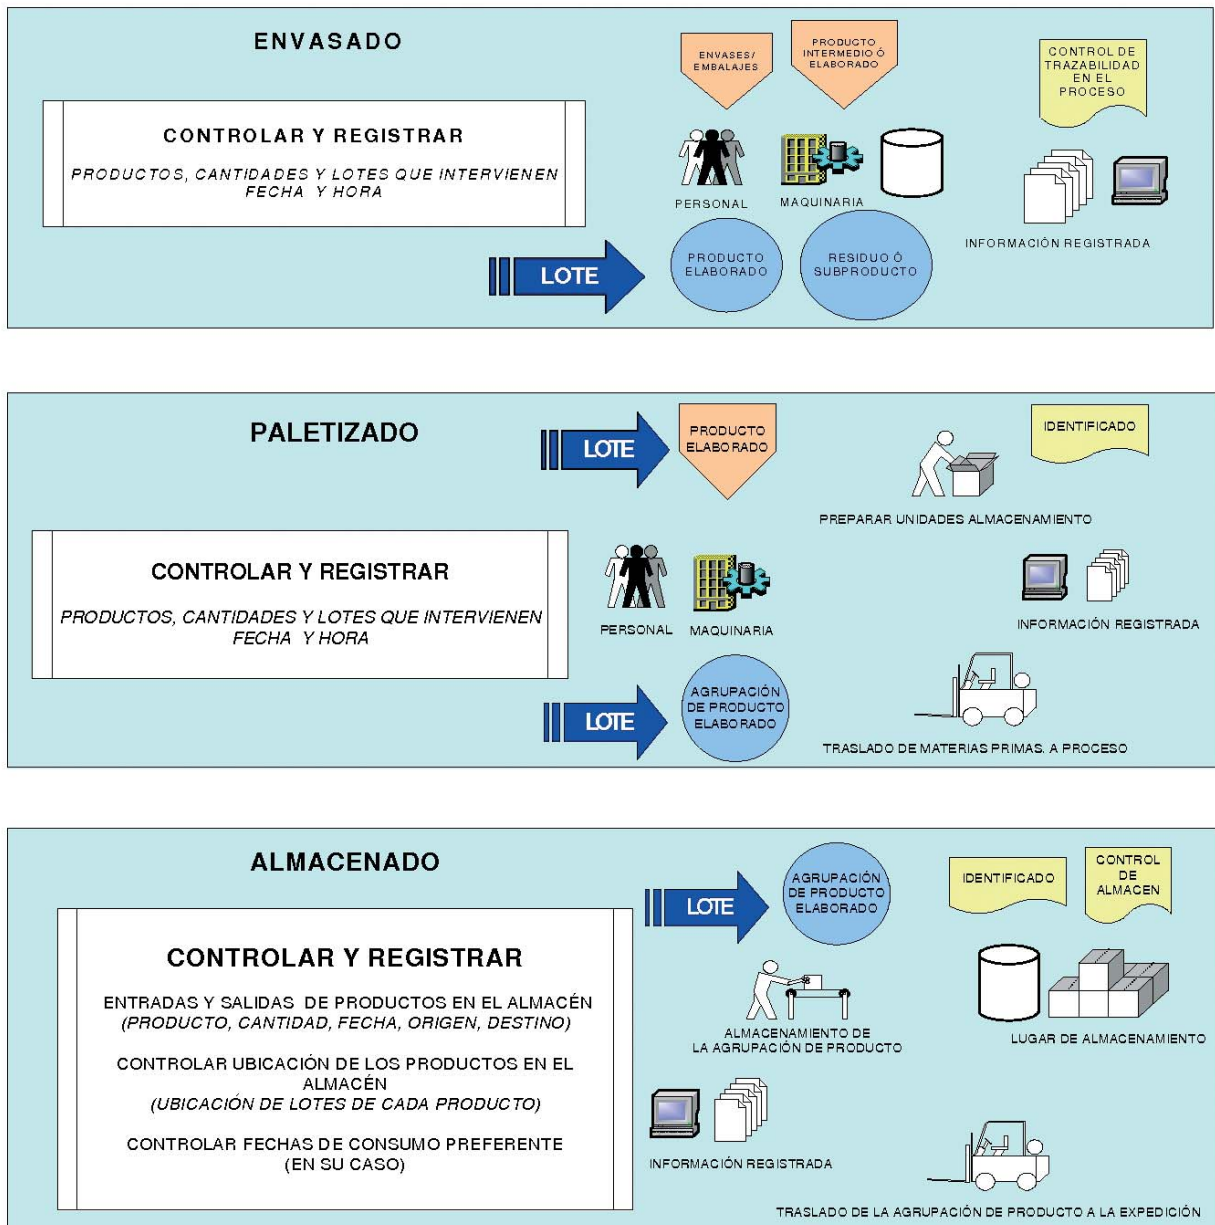 ENVASADO
ENVASES/
EMBALAJES
PRODUCTO
INTERMEDIO Ó
ELABORADO
CONTROL DE
TRAZABILIDAD
EN EL
PROCESO
CONTROLAR Y REGISTRAR
PRODUCTOS, CANTIDADES Y LOTES QUE INTERVIENEN
FECHA Y HORA
PERSONAL
MAQUINARIA
INFORMACIÓN REGISTRADA
LOTE
PRODUCTO
ELABORADO
RESIDUO Ó
SUBPRODUCTO
PALETIZADO
LOTE
PRODUCTO
ELABORADO
IDENTIFICADO
PREPARAR UNIDADES ALMACENAMIENTO
CONTROLAR Y REGISTRAR
PRODUCTOS, CANTIDADES Y LOTES QUE INTERVIENEN
FECHA Y HORA
PERSONAL
MAQUINARIA
INFORMACIÓN REGISTRADA
LOTE
AGRUPACIÓN
DE PRODUCTO
ELABORADO
TRASLADO DE MATERIAS PRIMAS. A PROCESO
ALMACENADO
LOTE
AGRUPACIÓN
DE PRODUCTO
ELABORADO
IDENTIFICADO
CONTROL
DE
ALMACEN
CONTROLAR Y REGISTRAR
ENTRADAS Y SALIDAS DE PRODUCTOS EN EL ALMACÉN
(PRODUCTO, CANTIDAD, FECHA, ORIGEN, DESTINO)
CONTROLAR UBICACIÓN DE LOS PRODUCTOS EN EL
ALMACÉN
(UBICACIÓN DE LOTES DE CADA PRODUCTO)
CONTROLAR FECHAS DE CONSUMO PREFERENTE
(EN SU CASO)
ALMACENAMIENTO DE
LA AGRUPACIÓN DE PRODUCTO
LUGAR DE ALMACENAMIENTO
INFORMACIÓN REGISTRADA
TRASLADO DE LA AGRUPACIÓN DE PRODUCTO A LA EXPEDICIÓN